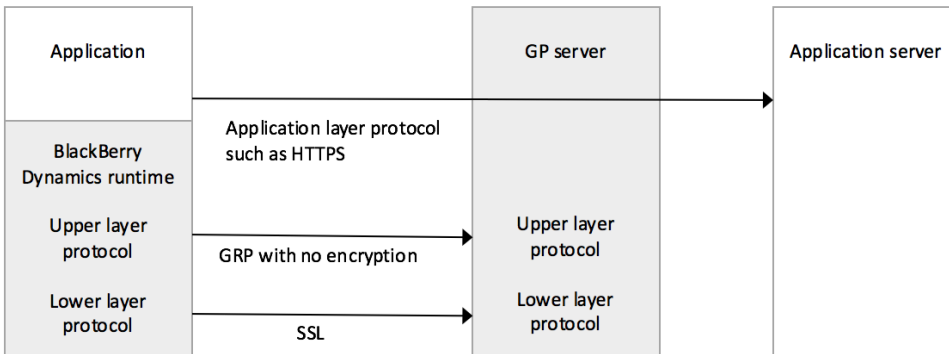 Application
GP server
Application server
Application layer protocol
such as HTTPS
BlackBerry
Dynamics runtime
Upper layer
protocol
GRP with no encryption
Upper layer
protocol
Lower layer
protocol
SSL
Lower layer
protocol